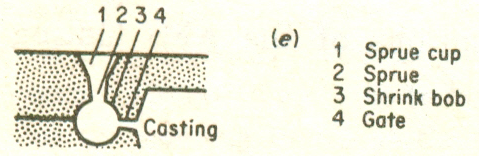 1 2 3 4
(e)
1 Sprue cup
2 Sprue
3 Shrink bob
4 Gate
Casting